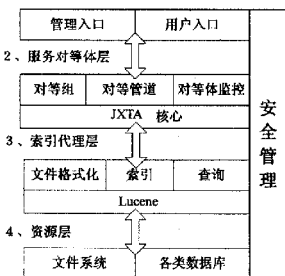 管理入口 用户入口
2、服务对等体层
对等组 对等管道 对等体监控
JXTA 核心
3、索引代理层
文件格式化 索引 查询
Lucene
4、资源层
文件系统 各类数据库
安全管理